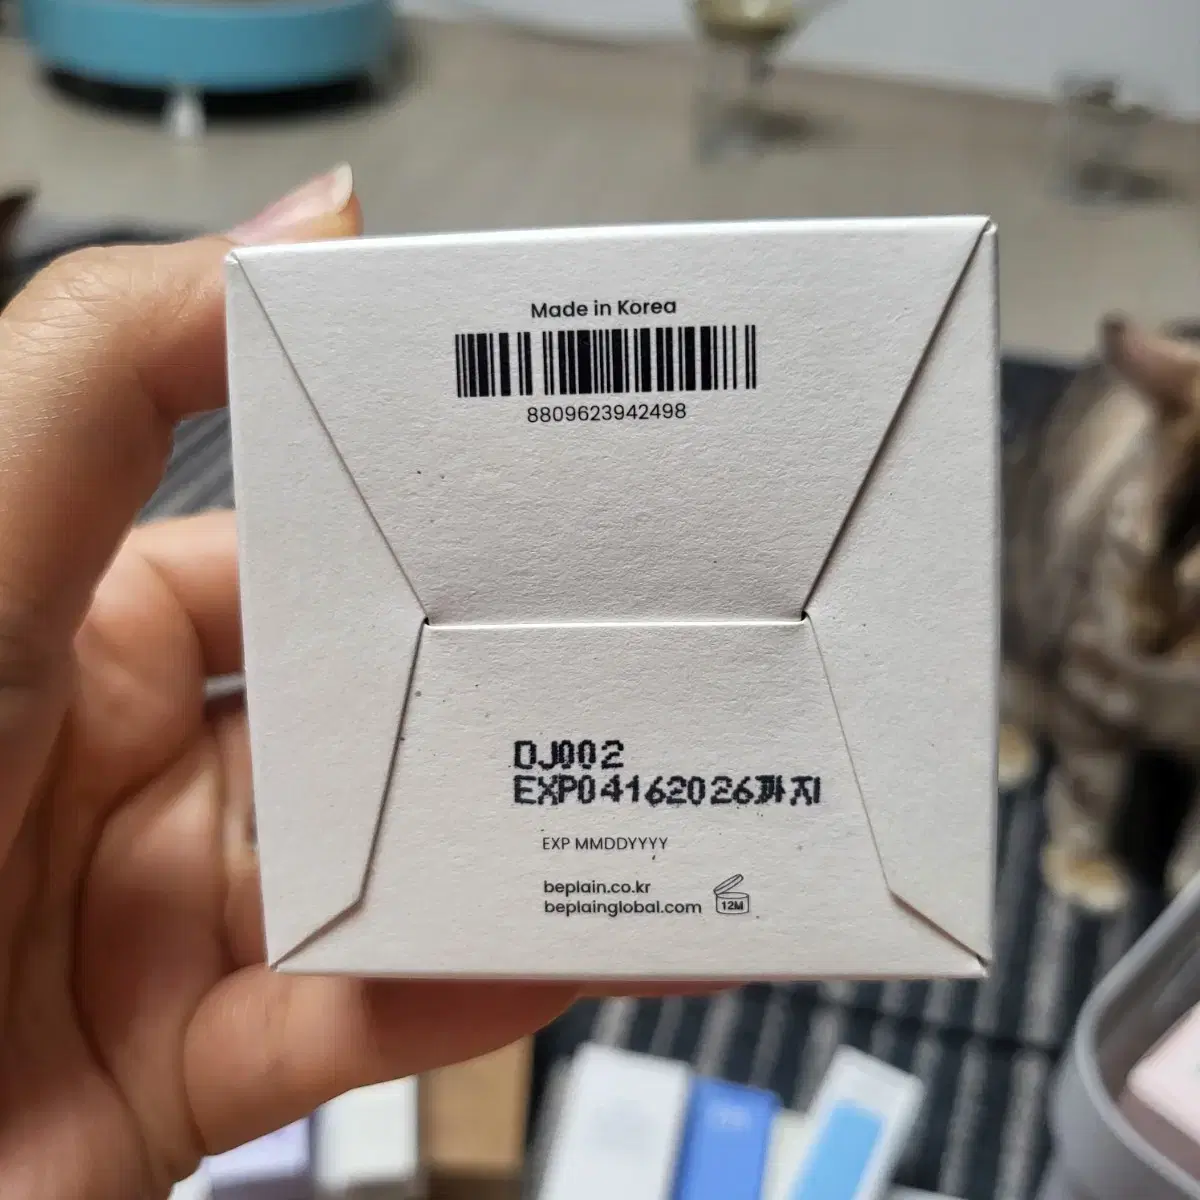 Made in Korea
8809623942498
DJ002
EXP04162026까지
EXP MMDDYYYY
beplain.co.kr
beplainglobal.com
12M